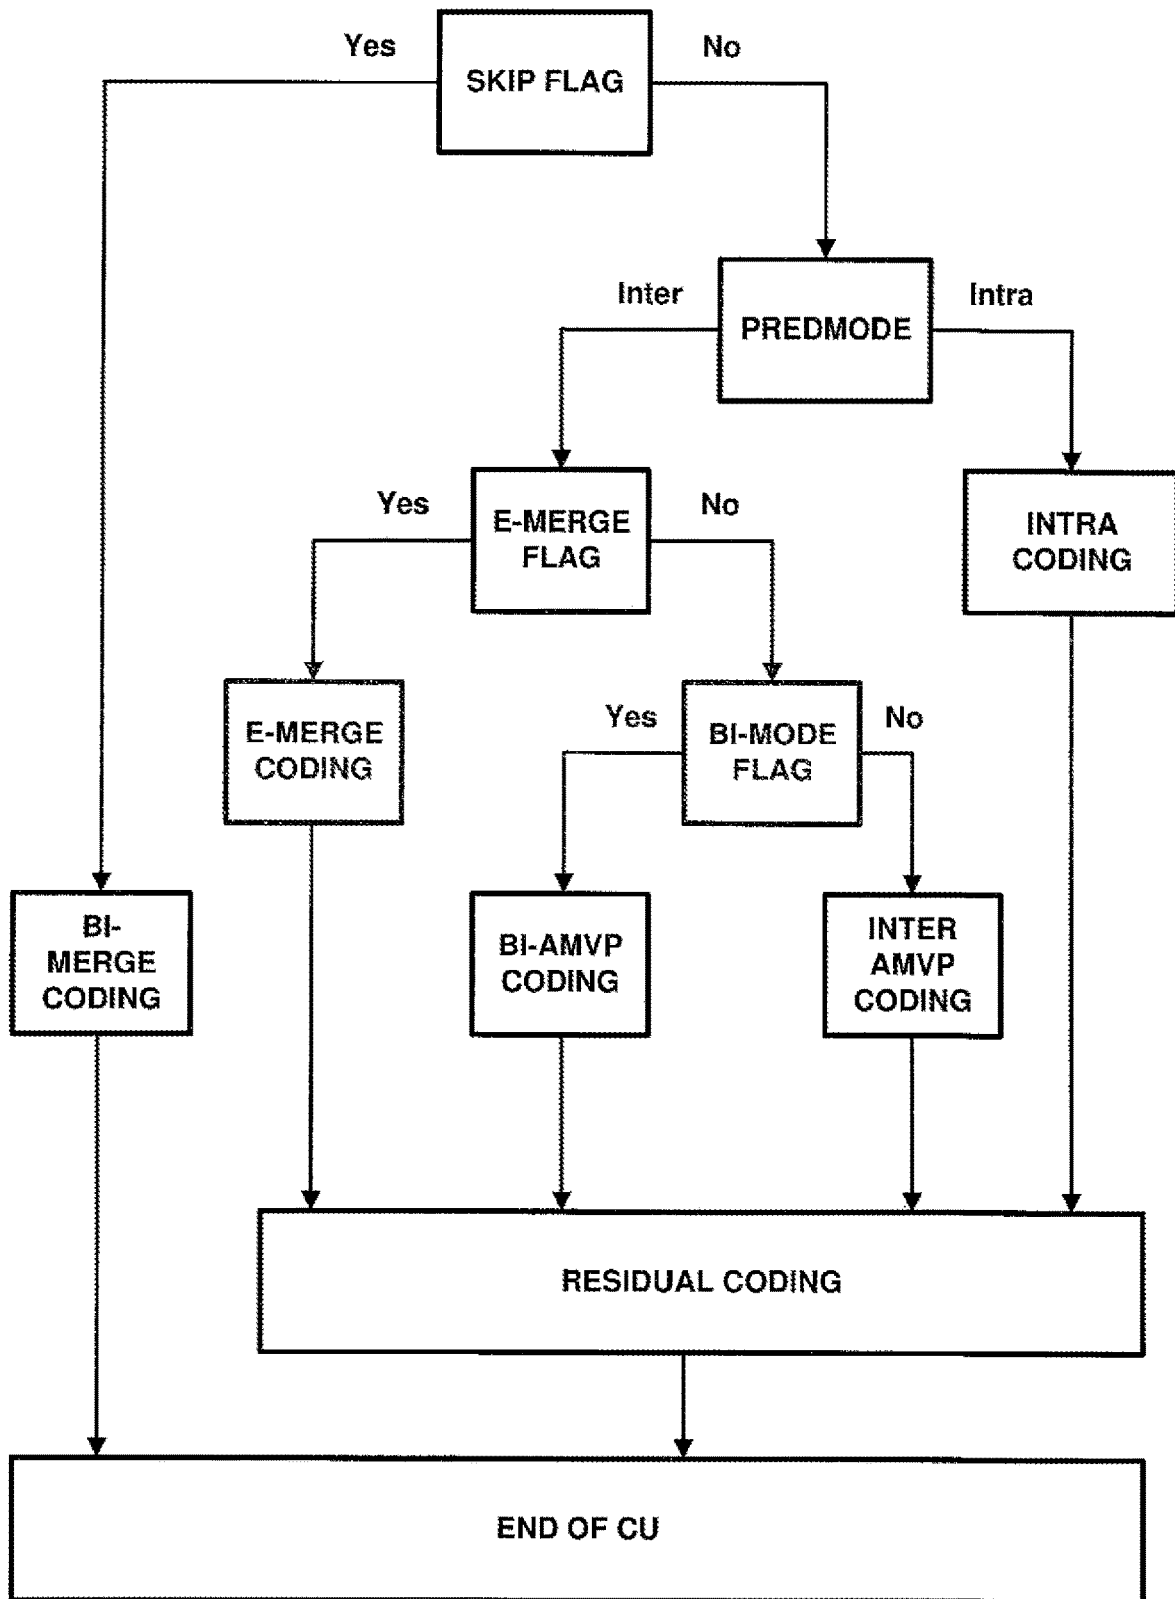 Yes
No
SKIP FLAG
Inter
Intra
PREDMODE
Yes
No
E-MERGE
FLAG
INTRA
CODING
E-MERGE
CODING
Yes
No
BI-MODE
FLAG
BI-
MERGE
CODING
BI-AMVP
CODING
INTER
AMVP
CODING
RESIDUAL CODING
END OF CU